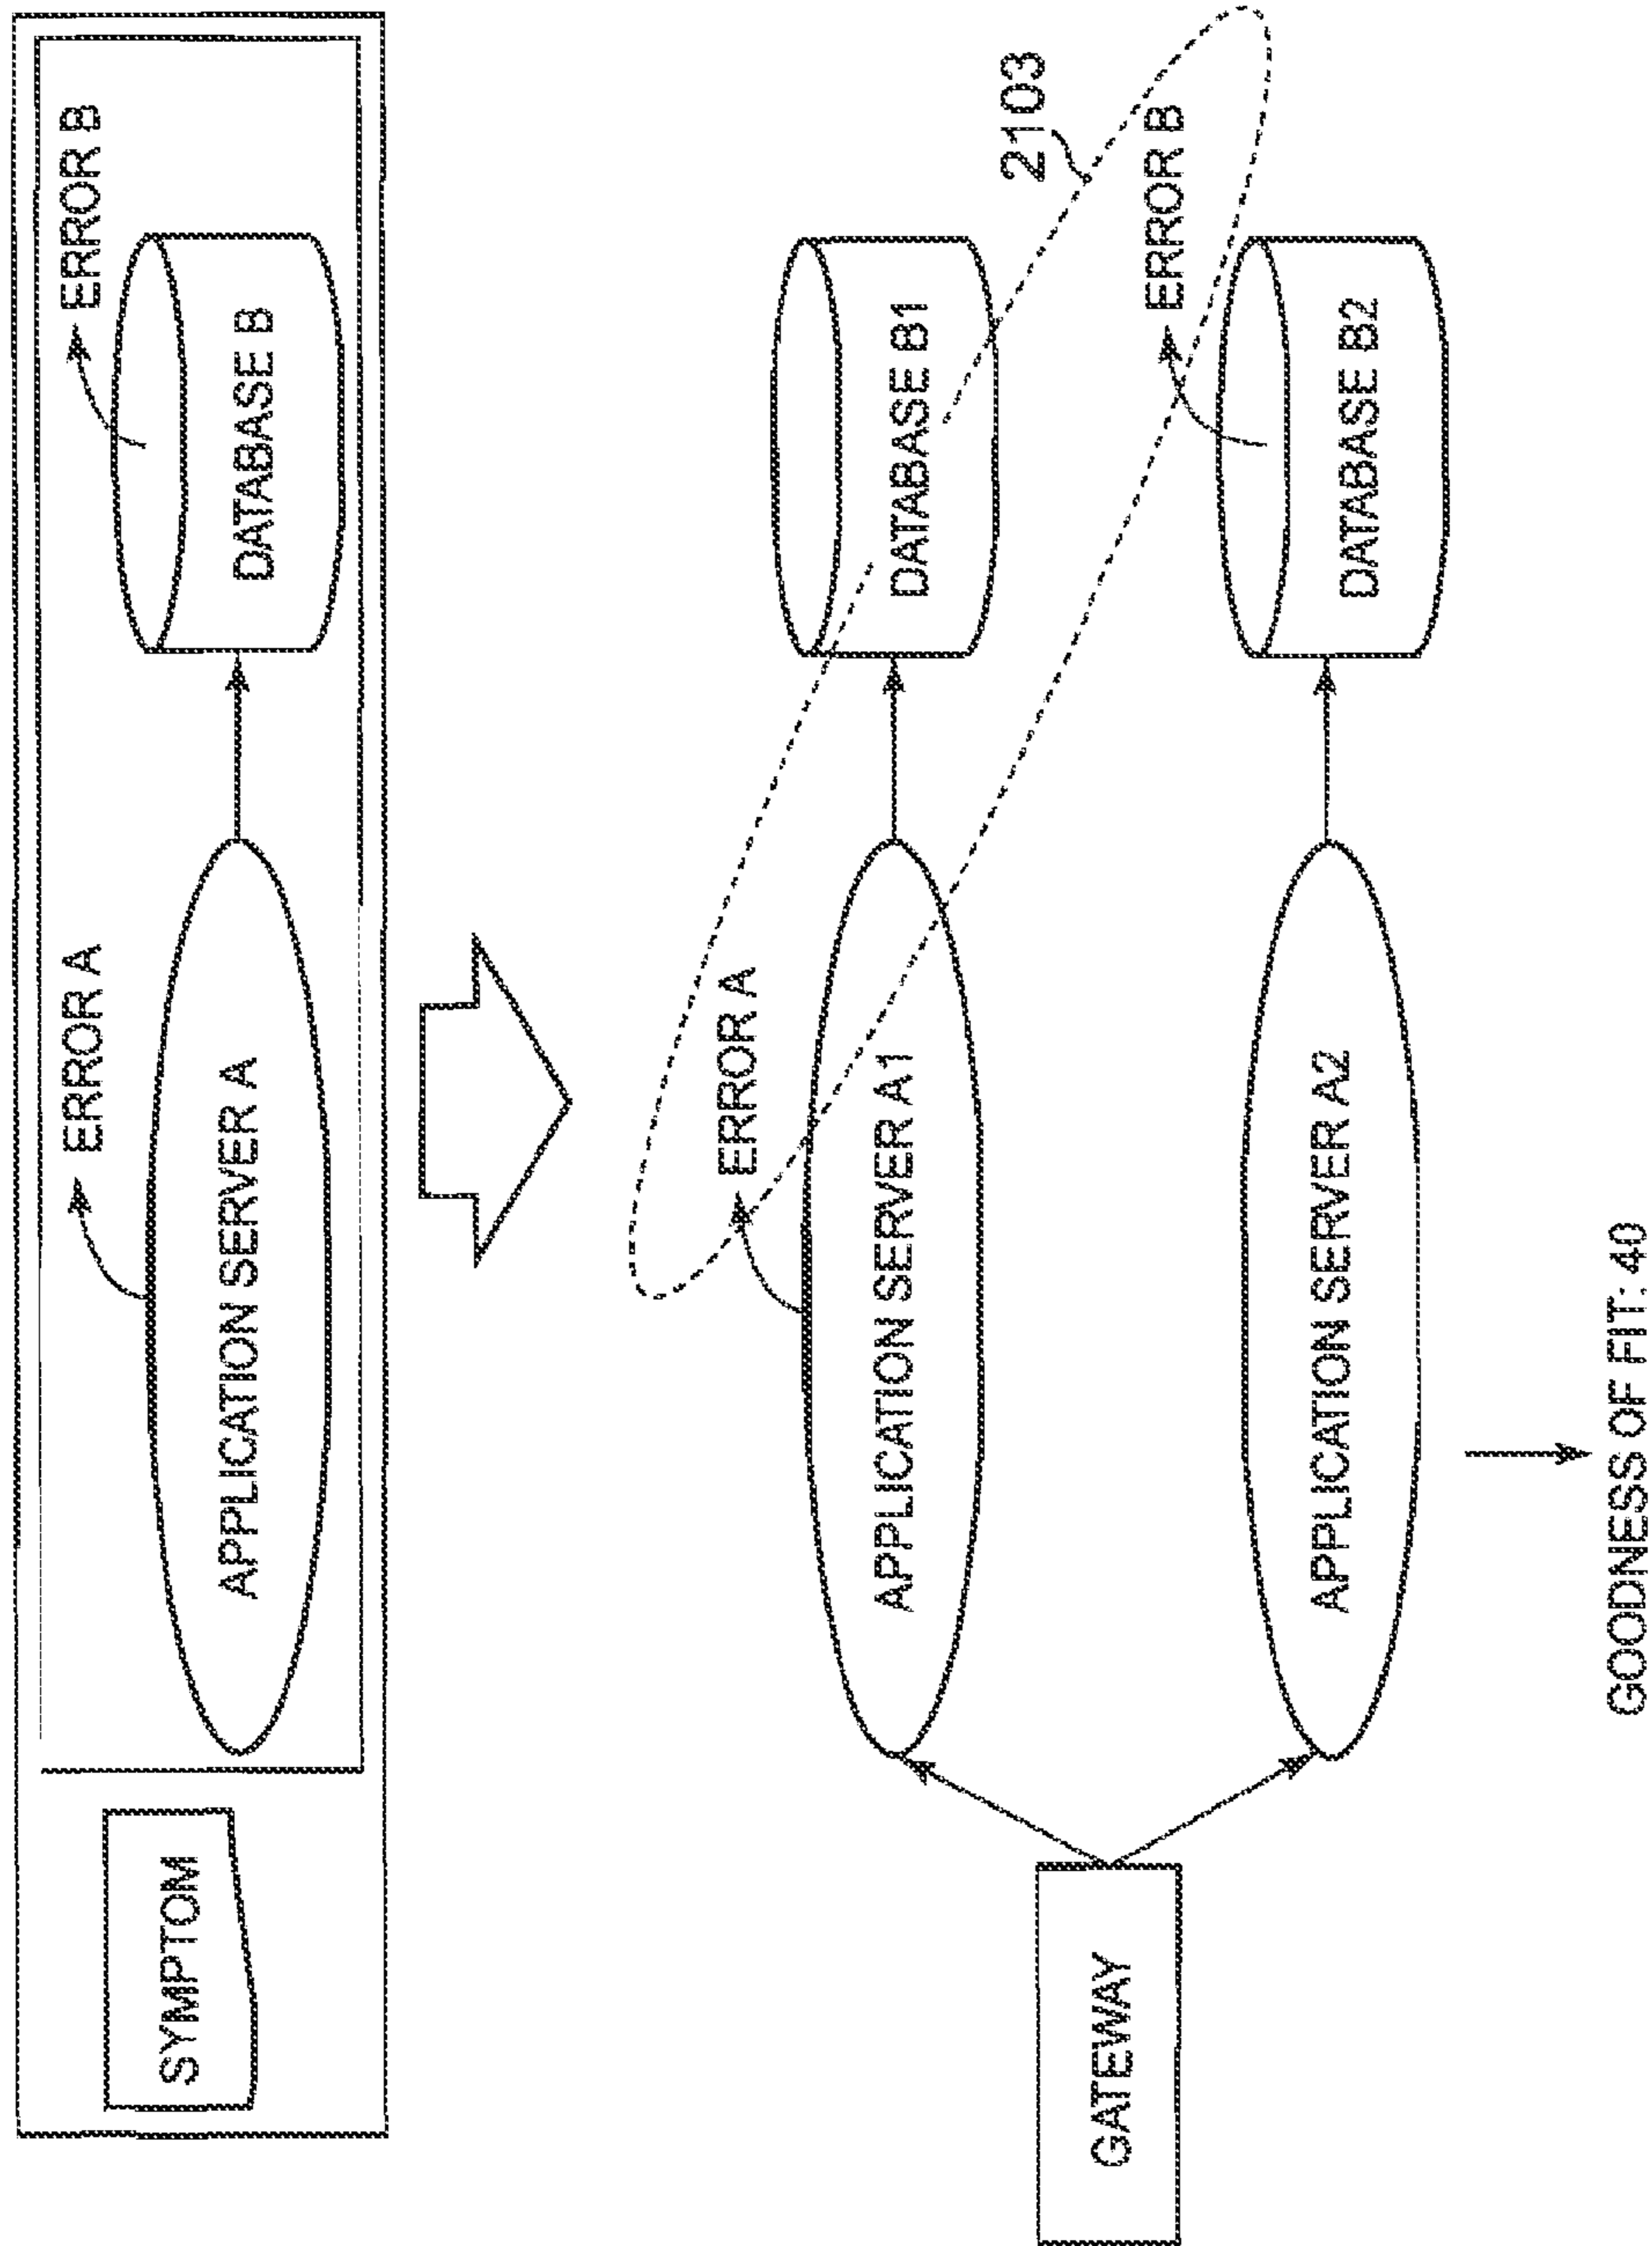 SYMPTOM
ERROR A
ERROR B
APPLICATION SERVER A
DATABASE B
ERROR A
2103
APPLICATION SERVER A1
DATABASE B1
GATEWAY
ERROR B
APPLICATION SERVER A2
DATABASE B2
GOODNESS OF FIT: 40